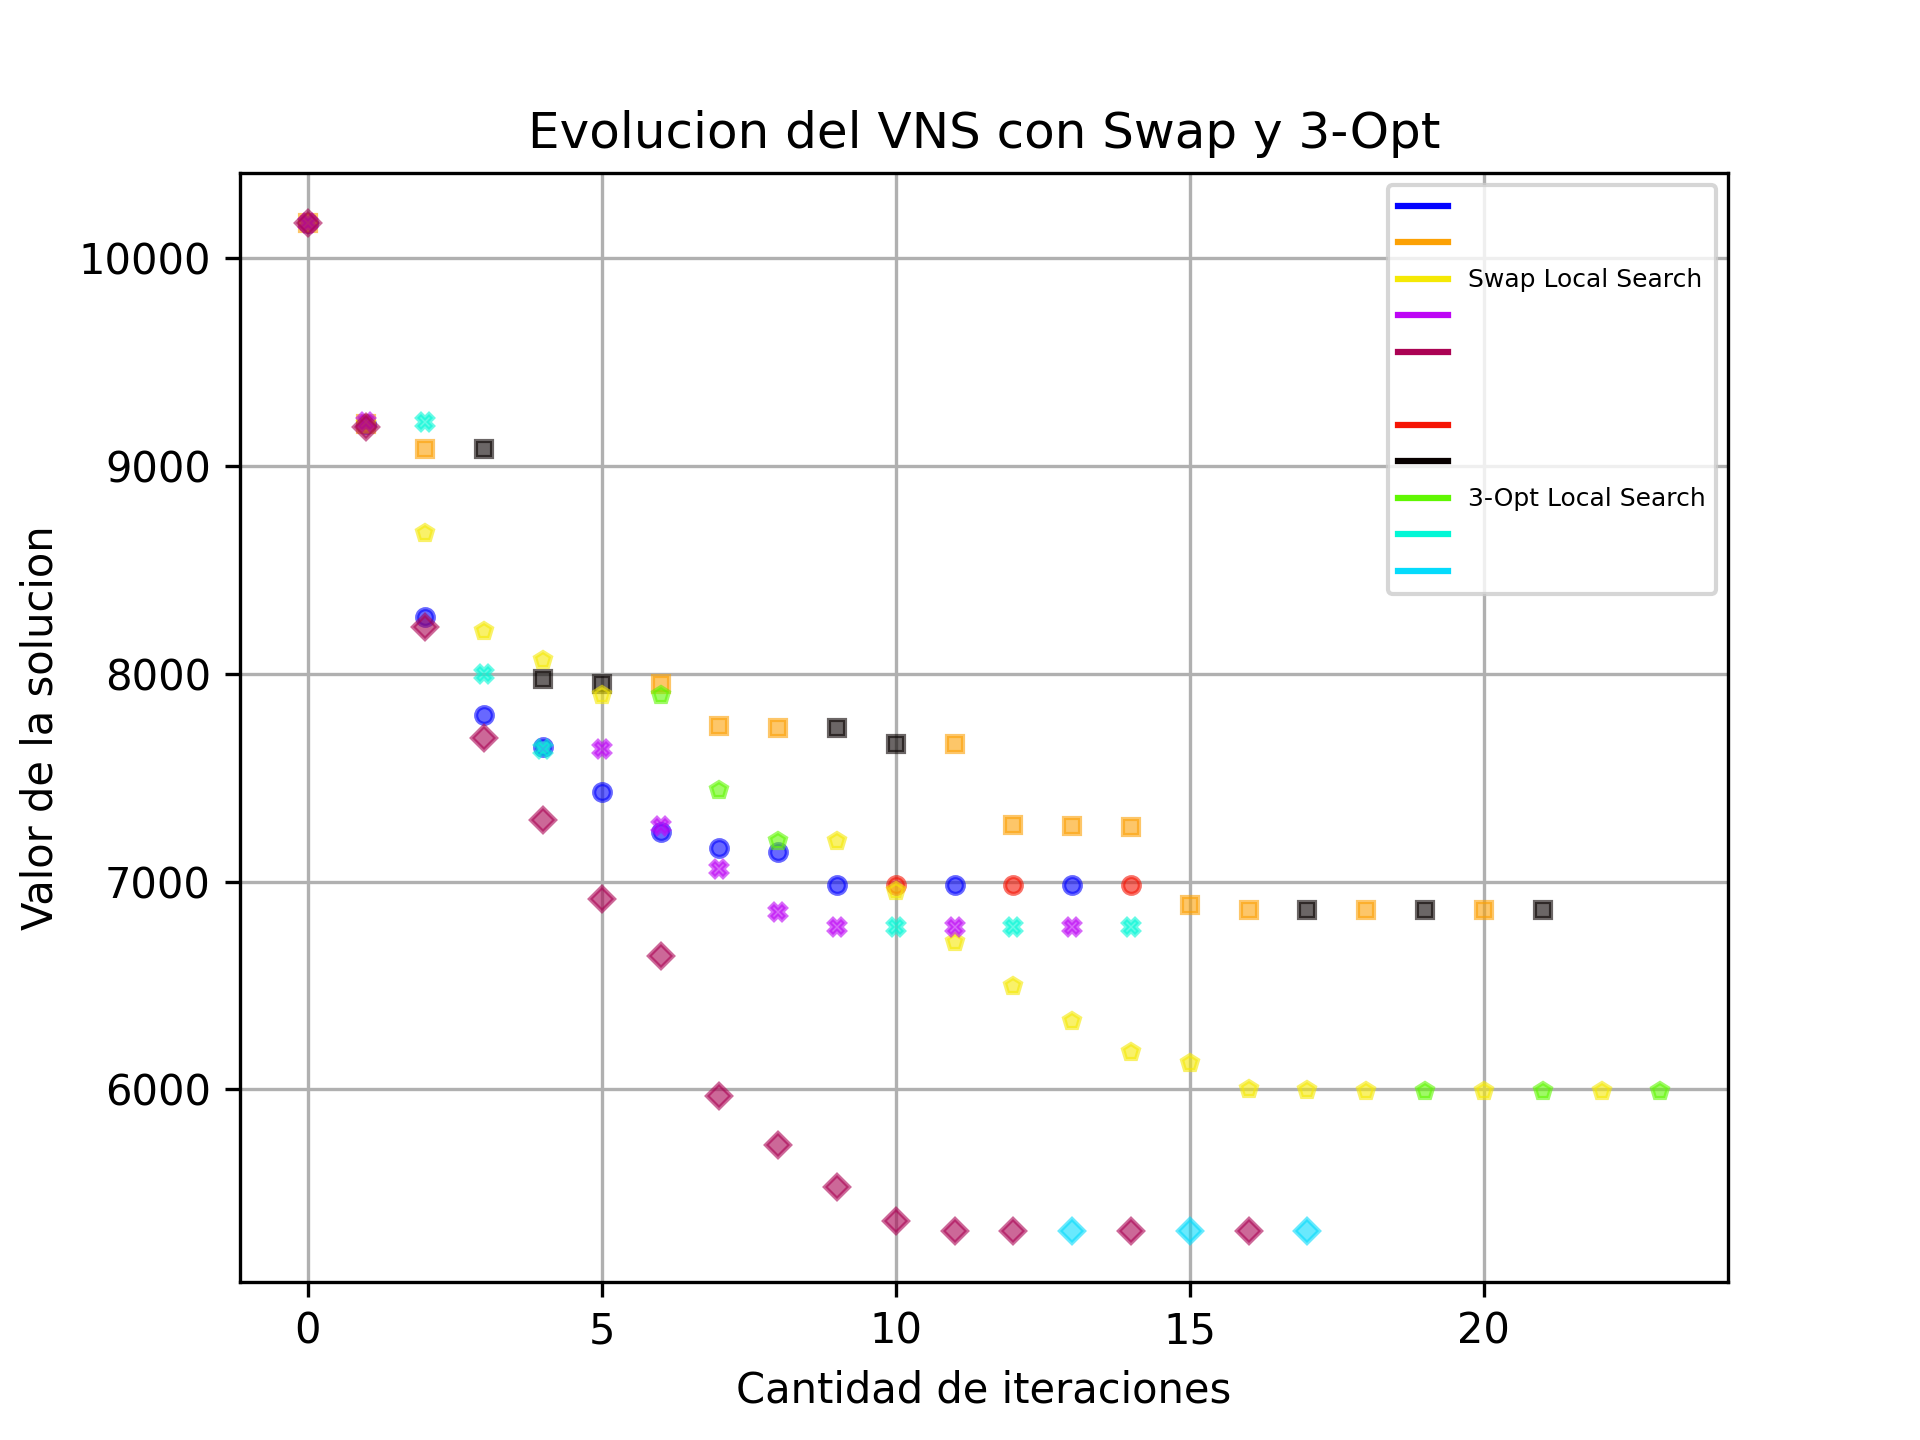 Evolucion del VNS con Swap y 3-Opt
Valor de la solucion
10000
9000
8000
7000
6000
Swap Local Search
3-Opt Local Search
0 5 10 15 20
Cantidad de iteraciones